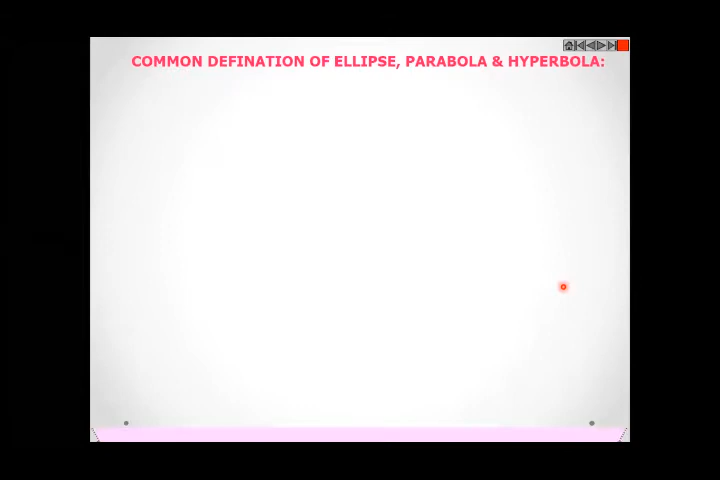 COMMON DEFINATION OF ELLIPSE, PARABOLA & HYPERBOLA: